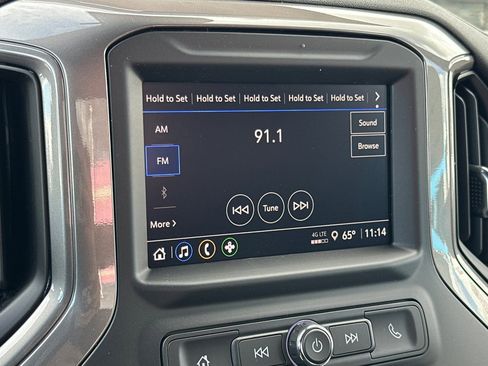 Hold to Set Hold to Set Hold to Set Hold to Set Hold to Set >
AM
91.1
Sound
FM
Browse
Tune
More >
4G LTE
65° 11:14